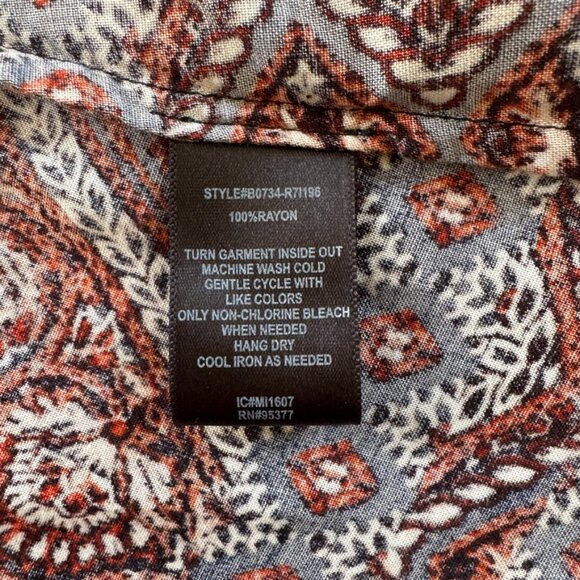 STYLE#B0734-R7I196
100%RAYON
TURN GARMENT INSIDE OUT
MACHINE WASH COLD
GENTLE CYCLE WITH
LIKE COLORS
ONLY NON-CHLORINE BLEACH
WHEN NEEDED
HANG DRY
COOL IRON AS NEEDED
IC#MI1607
RN#95377